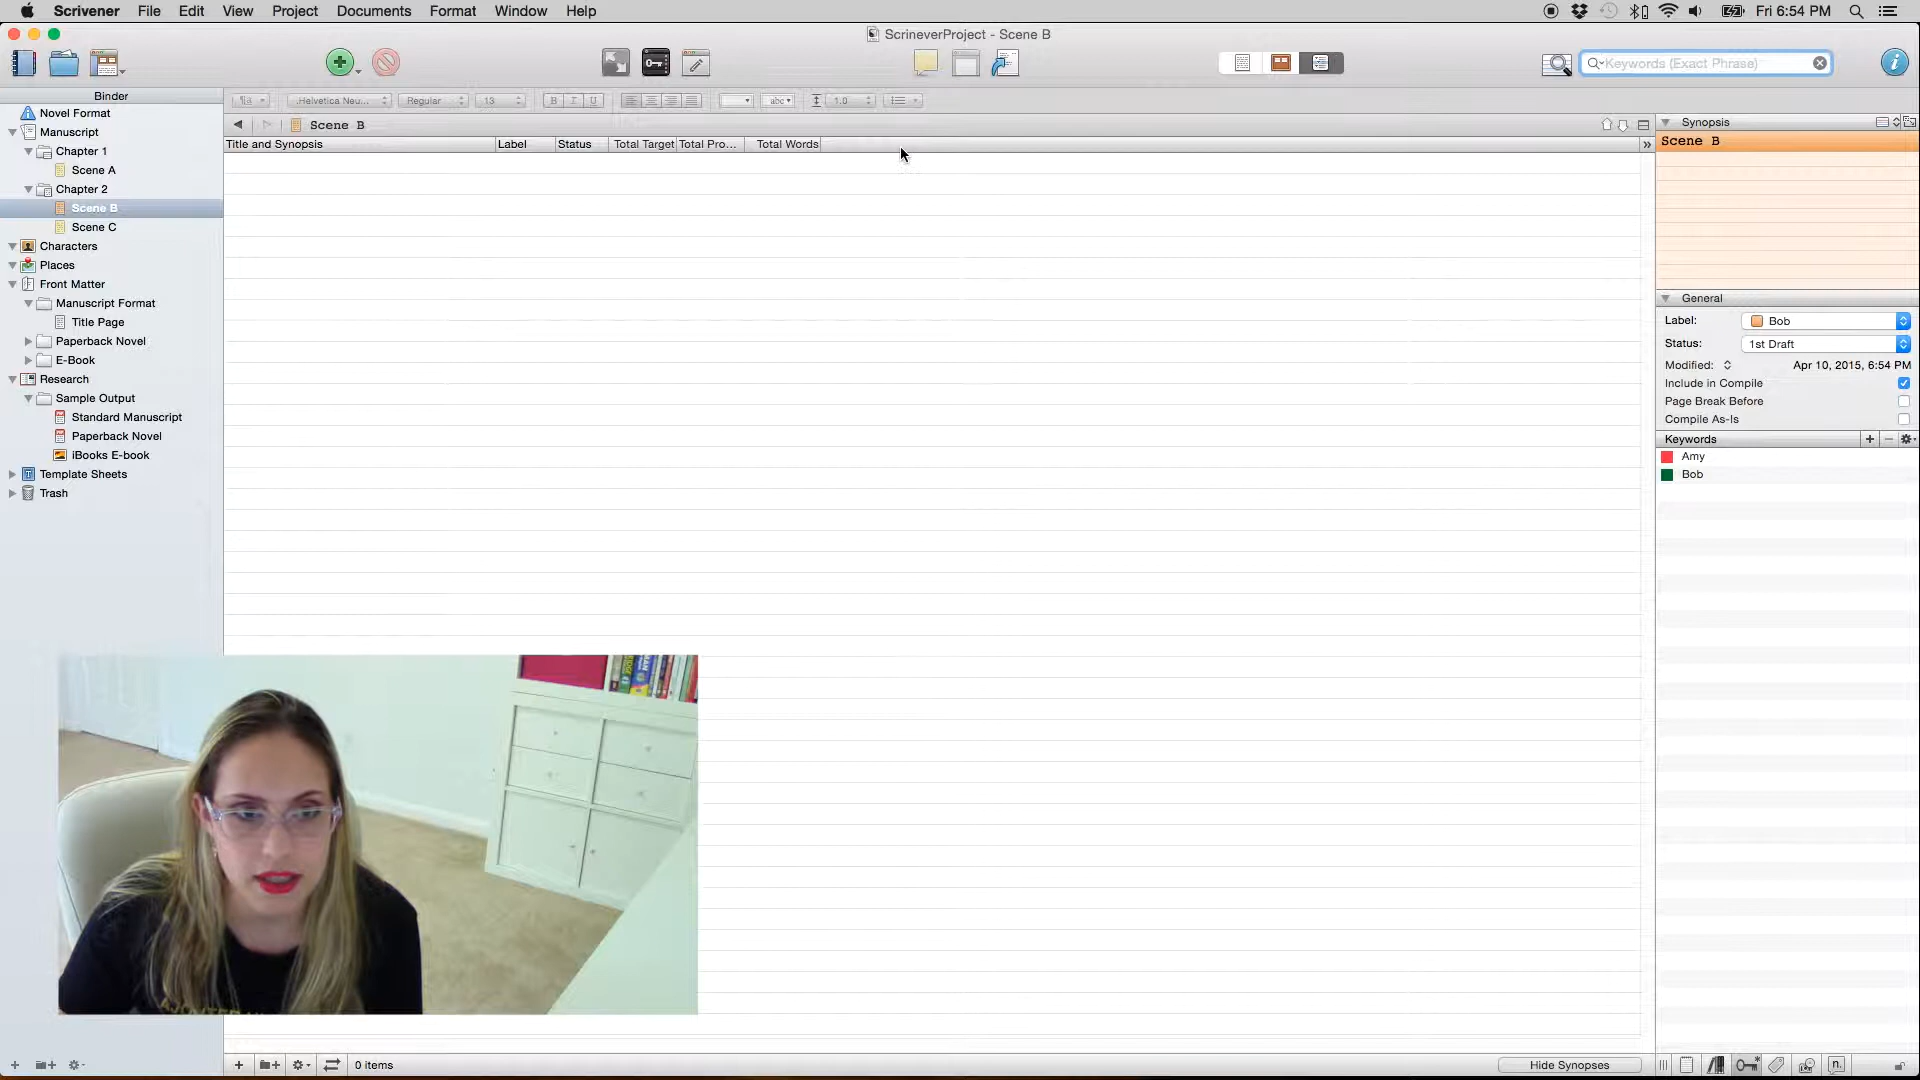 Scrivener File Edit View Project Documents Format Window Help
Fri 6:54 PM
ScrineverProject - Scene B
Keywords (Exact Phrase)
Binder
Novel Format
Manuscript
Chapter 1
Scene A
Chapter 2
Scene B
Scene C
Characters
Places
Front Matter
Manuscript Format
Title Page
Paperback Novel
E-Book
Research
Sample Output
Standard Manuscript
Paperback Novel
iBooks E-book
Template Sheets
Trash
.Helvetica Neu... Regular 13 B I U abc 1.0
Scene B
Title and Synopsis Label Status Total Target Total Pro... Total Words »
0 items
Hide Synopses
Synopsis
Scene B
General
Label: Bob
Status: 1st Draft
Modified: Apr 10, 2015, 6:54 PM
Include in Compile
Page Break Before
Compile As-Is
Keywords
Amy
Bob